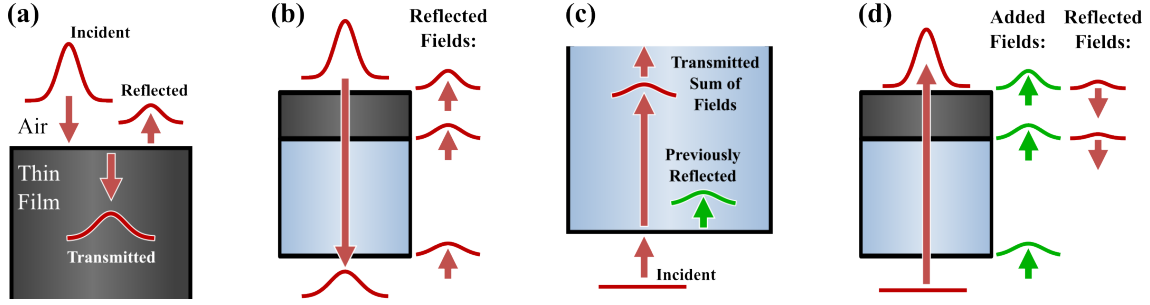 (a)
Incident
Reflected
Air
Thin
Film
Transmitted
(b)
Reflected
Fields:
(c)
Transmitted
Sum of
Fields
Previously
Reflected
Incident
(d)
Added
Fields:
Reflected
Fields: